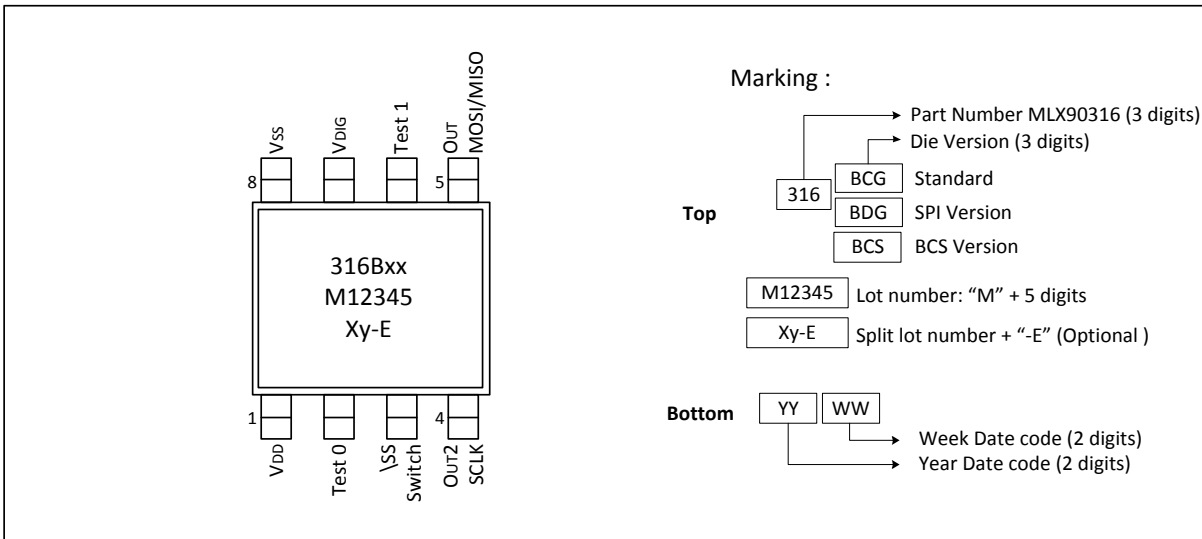 Vss
VDIG
Test 1
OUT
MOSI/MISO
8
5
316Bxx
M12345
Xy-E
1
4
VDD
Test 0
\SS
Switch
OUT2
SCLK
Marking :
Part Number MLX90316 (3 digits)
Die Version (3 digits)
Top
316
BCG Standard
BDG SPI Version
BCS BCS Version
M12345 Lot number: “M” + 5 digits
Xy-E Split lot number + “-E” (Optional )
Bottom
YY WW
Week Date code (2 digits)
Year Date code (2 digits)